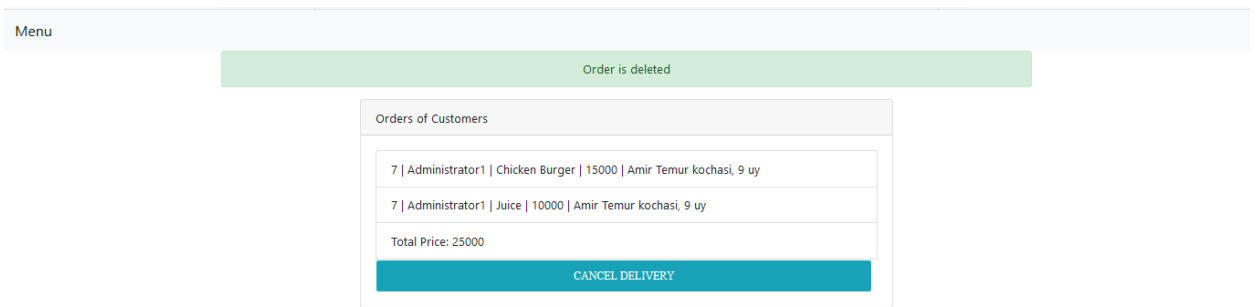 Menu
Order is deleted
Orders of Customers
7 | Administrator1 | Chicken Burger | 15000 | Amir Temur kochasi, 9 uy
7 | Administrator1 | Juice | 10000 | Amir Temur kochasi, 9 uy
Total Price: 25000
CANCEL DELIVERY